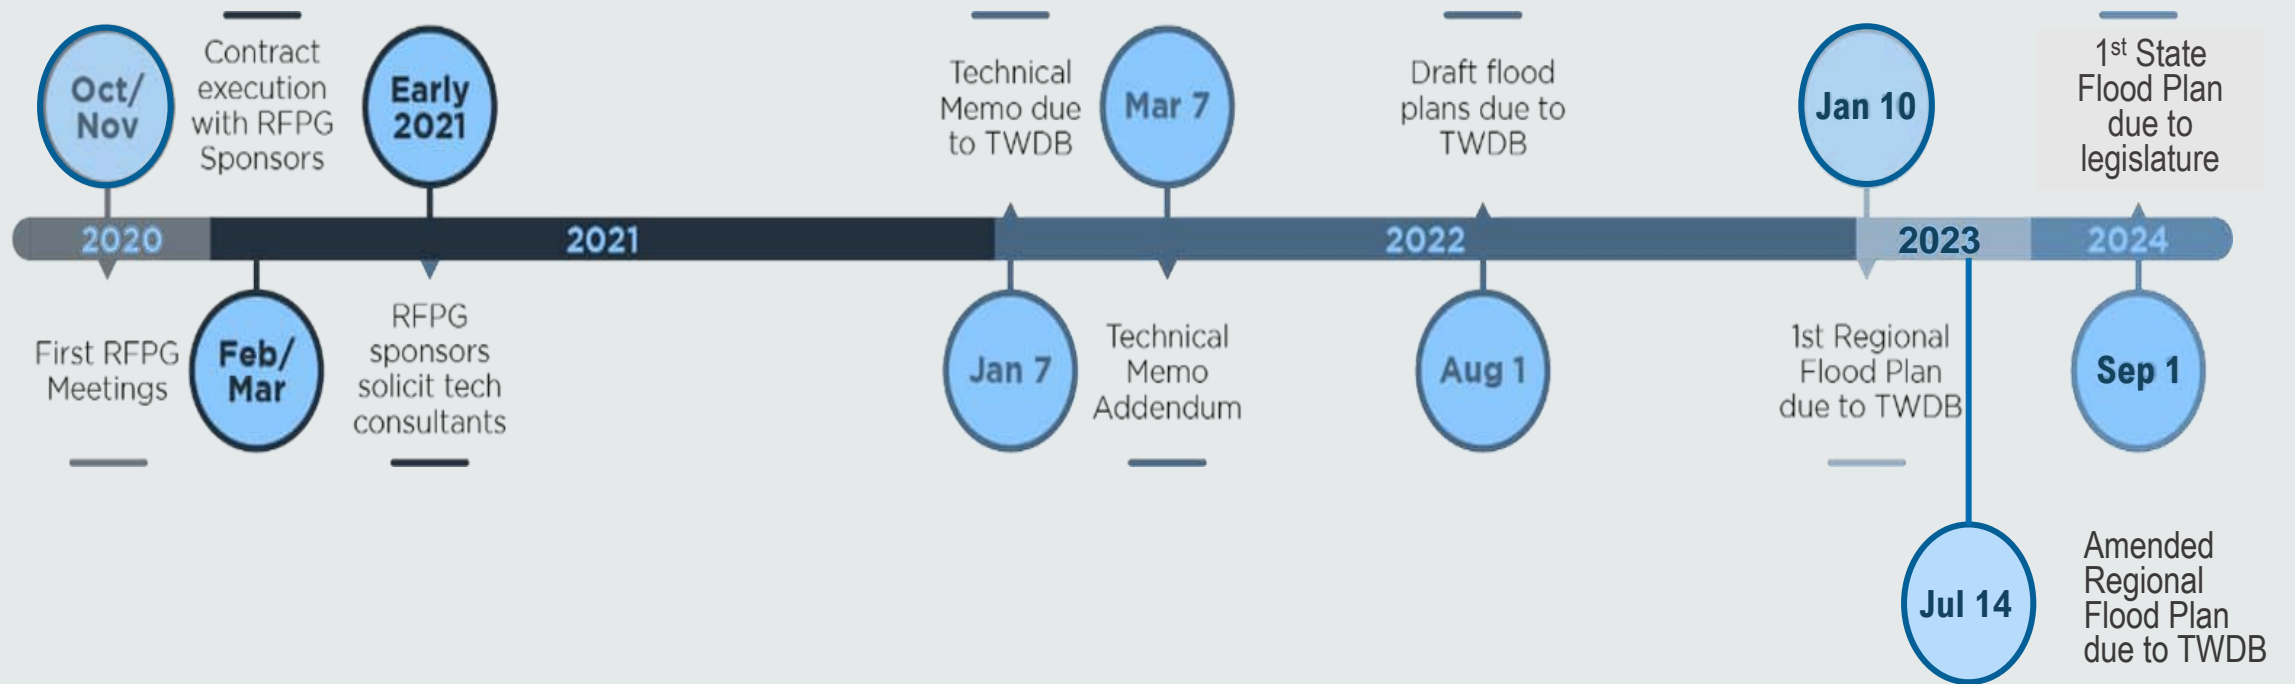 Oct/
Nov
Contract
execution
with RFPG
Sponsors
Early
2021
Technical
Memo due
to TWDB
Mar 7
Draft flood
plans due to
TWDB
Jan 10
1st State
Flood Plan
due to
legislature
2020
2021
2022
2023
2024
First RFPG
Meetings
Feb/
Mar
RFPG
sponsors
solicit tech
consultants
Jan 7
Technical
Memo
Addendum
Aug 1
1st Regional
Flood Plan
due to TWDB
Sep 1
Jul 14
Amended
Regional
Flood Plan
due to TWDB